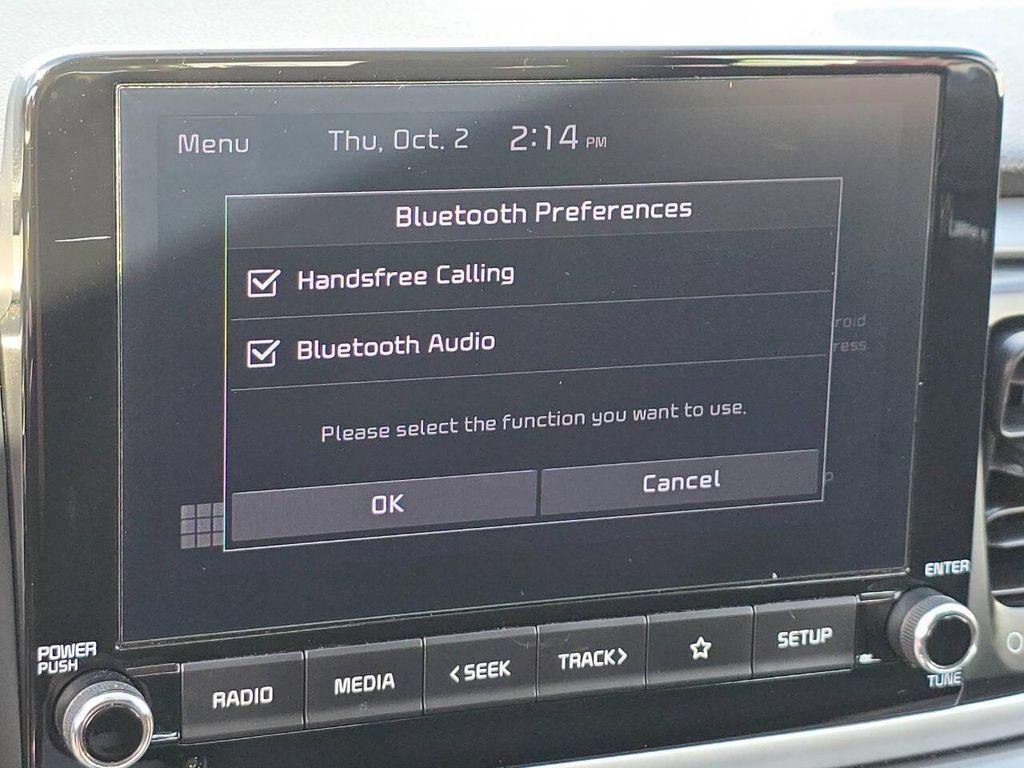 Menu Thu, Oct. 2 2:14 PM
Bluetooth Preferences
Handsfree Calling
Bluetooth Audio
Please select the function you want to use.
OK Cancel
POWER
PUSH
RADIO MEDIA <SEEK TRACK> SETUP
ENTER
TUNE